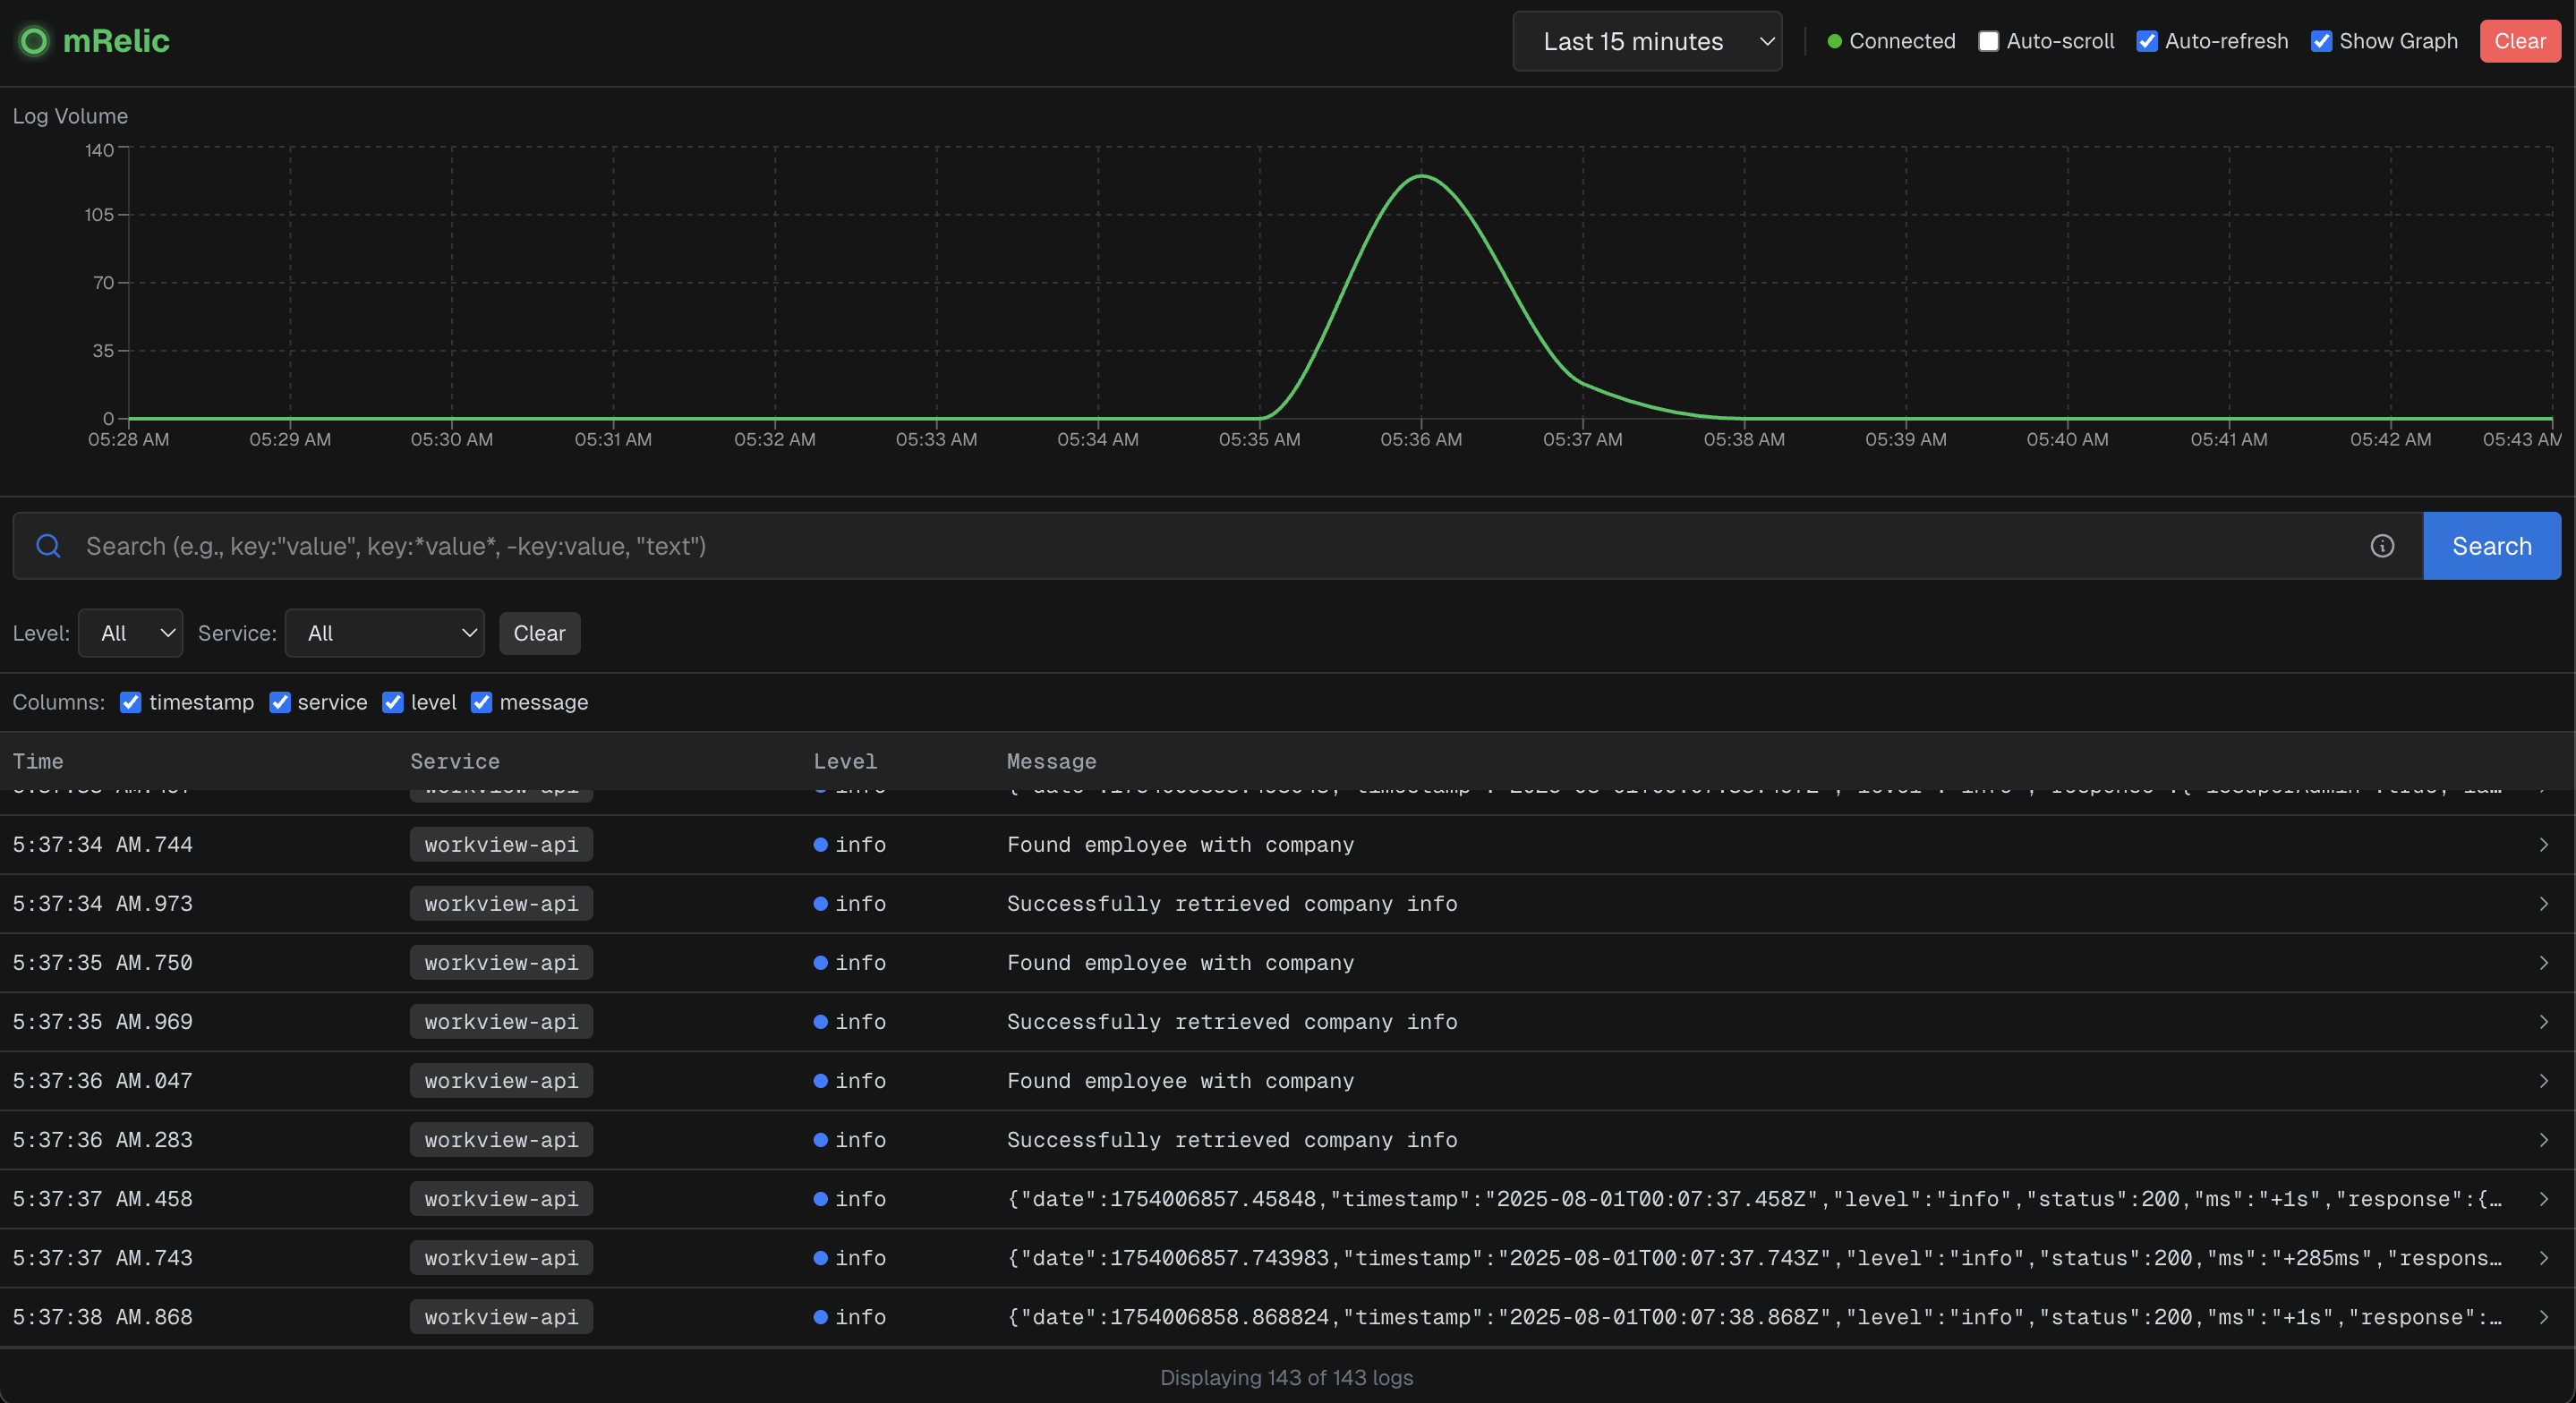 mRelic Last 15 minutes Connected Auto-scroll Auto-refresh Show Graph Clear
Log Volume
140
105
70
35
0
05:28 AM 05:29 AM 05:30 AM 05:31 AM 05:32 AM 05:33 AM 05:34 AM 05:35 AM 05:36 AM 05:37 AM 05:38 AM 05:39 AM 05:40 AM 05:41 AM 05:42 AM 05:43 AM
Search (e.g., key:"value", key:*value*, -key:value, "text") Search
Level: All Service: All Clear
Columns: timestamp service level message
Time Service Level Message
workview-api info
5:37:34 AM.744 workview-api info Found employee with company
5:37:34 AM.973 workview-api info Successfully retrieved company info
5:37:35 AM.750 workview-api info Found employee with company
5:37:35 AM.969 workview-api info Successfully retrieved company info
5:37:36 AM.047 workview-api info Found employee with company
5:37:36 AM.283 workview-api info Successfully retrieved company info
5:37:37 AM.458 workview-api info {"date":1754006857.45848,"timestamp":"2025-08-01T00:07:37.458Z","level":"info","status":200,"ms":"+1s","response":{…
5:37:37 AM.743 workview-api info {"date":1754006857.743983,"timestamp":"2025-08-01T00:07:37.743Z","level":"info","status":200,"ms":"+285ms","respons…
5:37:38 AM.868 workview-api info {"date":1754006858.868824,"timestamp":"2025-08-01T00:07:38.868Z","level":"info","status":200,"ms":"+1s","response":…
Displaying 143 of 143 logs